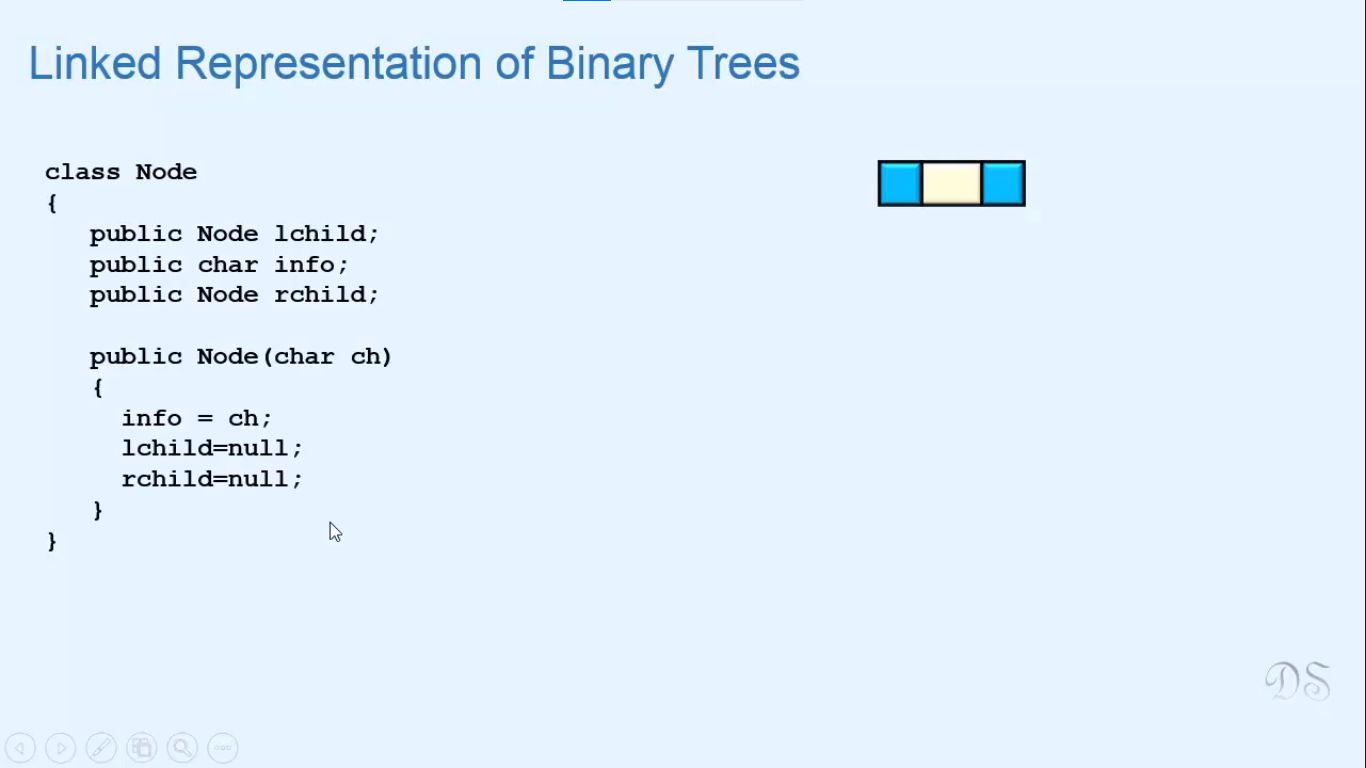 Linked Representation of Binary Trees
class Node
{
public Node lchild;
public char info;
public Node rchild;
public Node(char ch)
{
info = ch;
lchild=null;
rchild=null;
}
}
DS